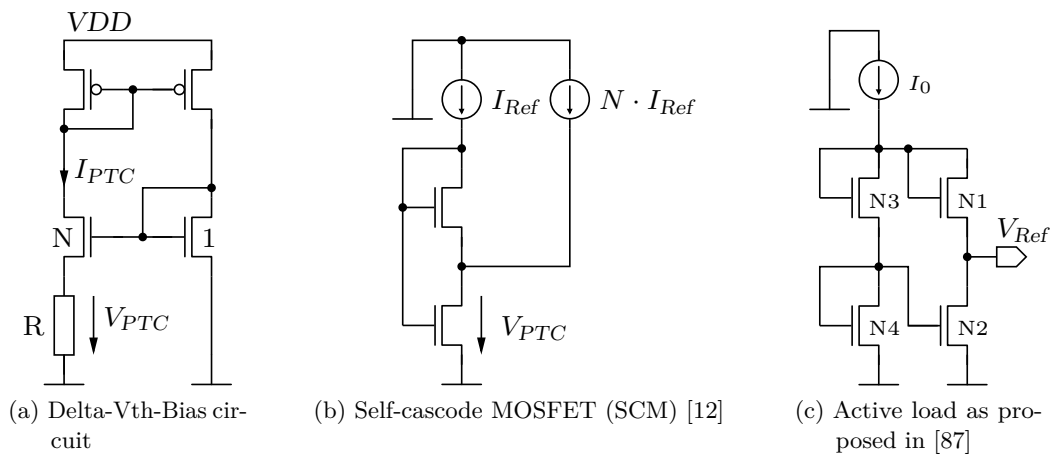 VDD
I_PTC
N
1
R
V_PTC
(a) Delta-Vth-Bias cir-
cuit
I_Ref
N · I_Ref
V_PTC
(b) Self-cascode MOSFET (SCM) [12]
I_0
N3
N1
V_Ref
N4
N2
(c) Active load as pro-
posed in [87]